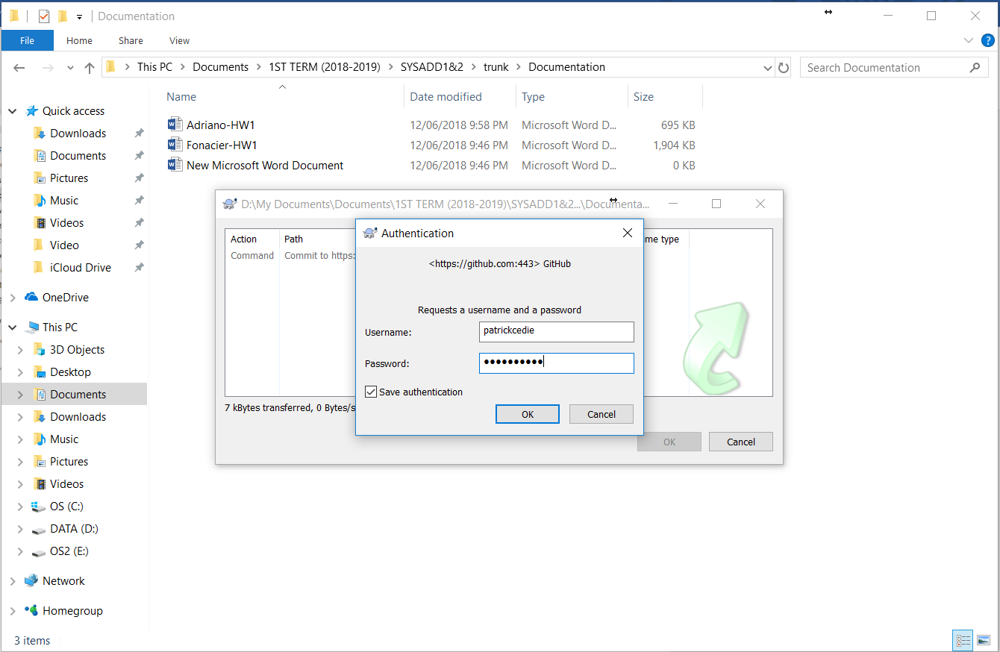 Documentation
File Home Share View
This PC Documents 1ST TERM (2018-2019) SYSADD1&2 trunk Documentation
Search Documentation
Name Date modified Type Size
Adriano-HW1 12/06/2018 9:58 PM Microsoft Word D... 695 KB
Fonacier-HW1 12/06/2018 9:46 PM Microsoft Word D... 1,904 KB
New Microsoft Word Document 12/06/2018 9:46 PM Microsoft Word D... 0 KB
Quick access
Downloads
Documents
Pictures
Music
Videos
Video
iCloud Drive
OneDrive
This PC
3D Objects
Desktop
Documents
Downloads
Music
Pictures
Videos
OS (C:)
DATA (D:)
OS2 (E:)
Network
Homegroup
3 items
D:\My Documents\Documents\1ST TERM (2018-2019)\SYSADD1&2...\Documenta...
Action Path me type
Command Commit to https:
7 kBytes transferred, 0 Bytes/s
OK Cancel
Authentication
<https://github.com:443> GitHub
Requests a username and a password
Username: patrickcedie
Password: ●●●●●●●●●●
Save authentication
OK Cancel